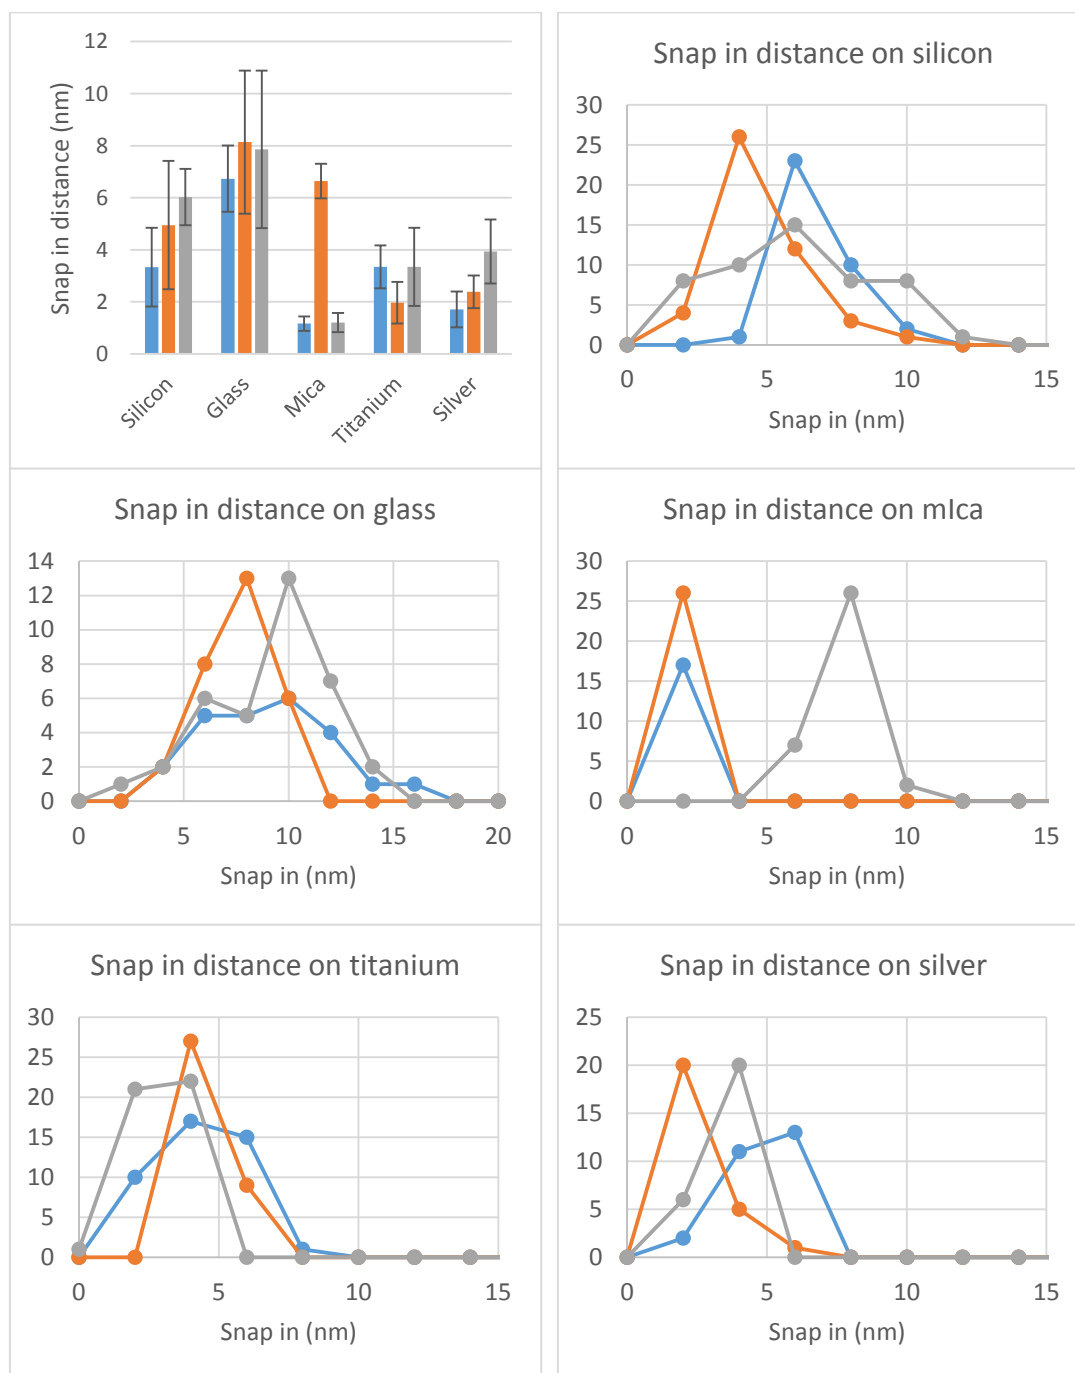 12
10
8
6
4
2
0
Snap in distance (nm)
Silicon
Glass
Mica
Titanium
Silver
Snap in distance on silicon
30
25
20
15
10
5
0
0 5 10 15
Snap in (nm)
Snap in distance on glass
14
12
10
8
6
4
2
0
0 5 10 15 20
Snap in (nm)
Snap in distance on mIca
30
25
20
15
10
5
0
0 5 10 15
Snap in (nm)
Snap in distance on titanium
30
25
20
15
10
5
0
0 5 10 15
Snap in (nm)
Snap in distance on silver
25
20
15
10
5
0
0 5 10 15
Snap in (nm)